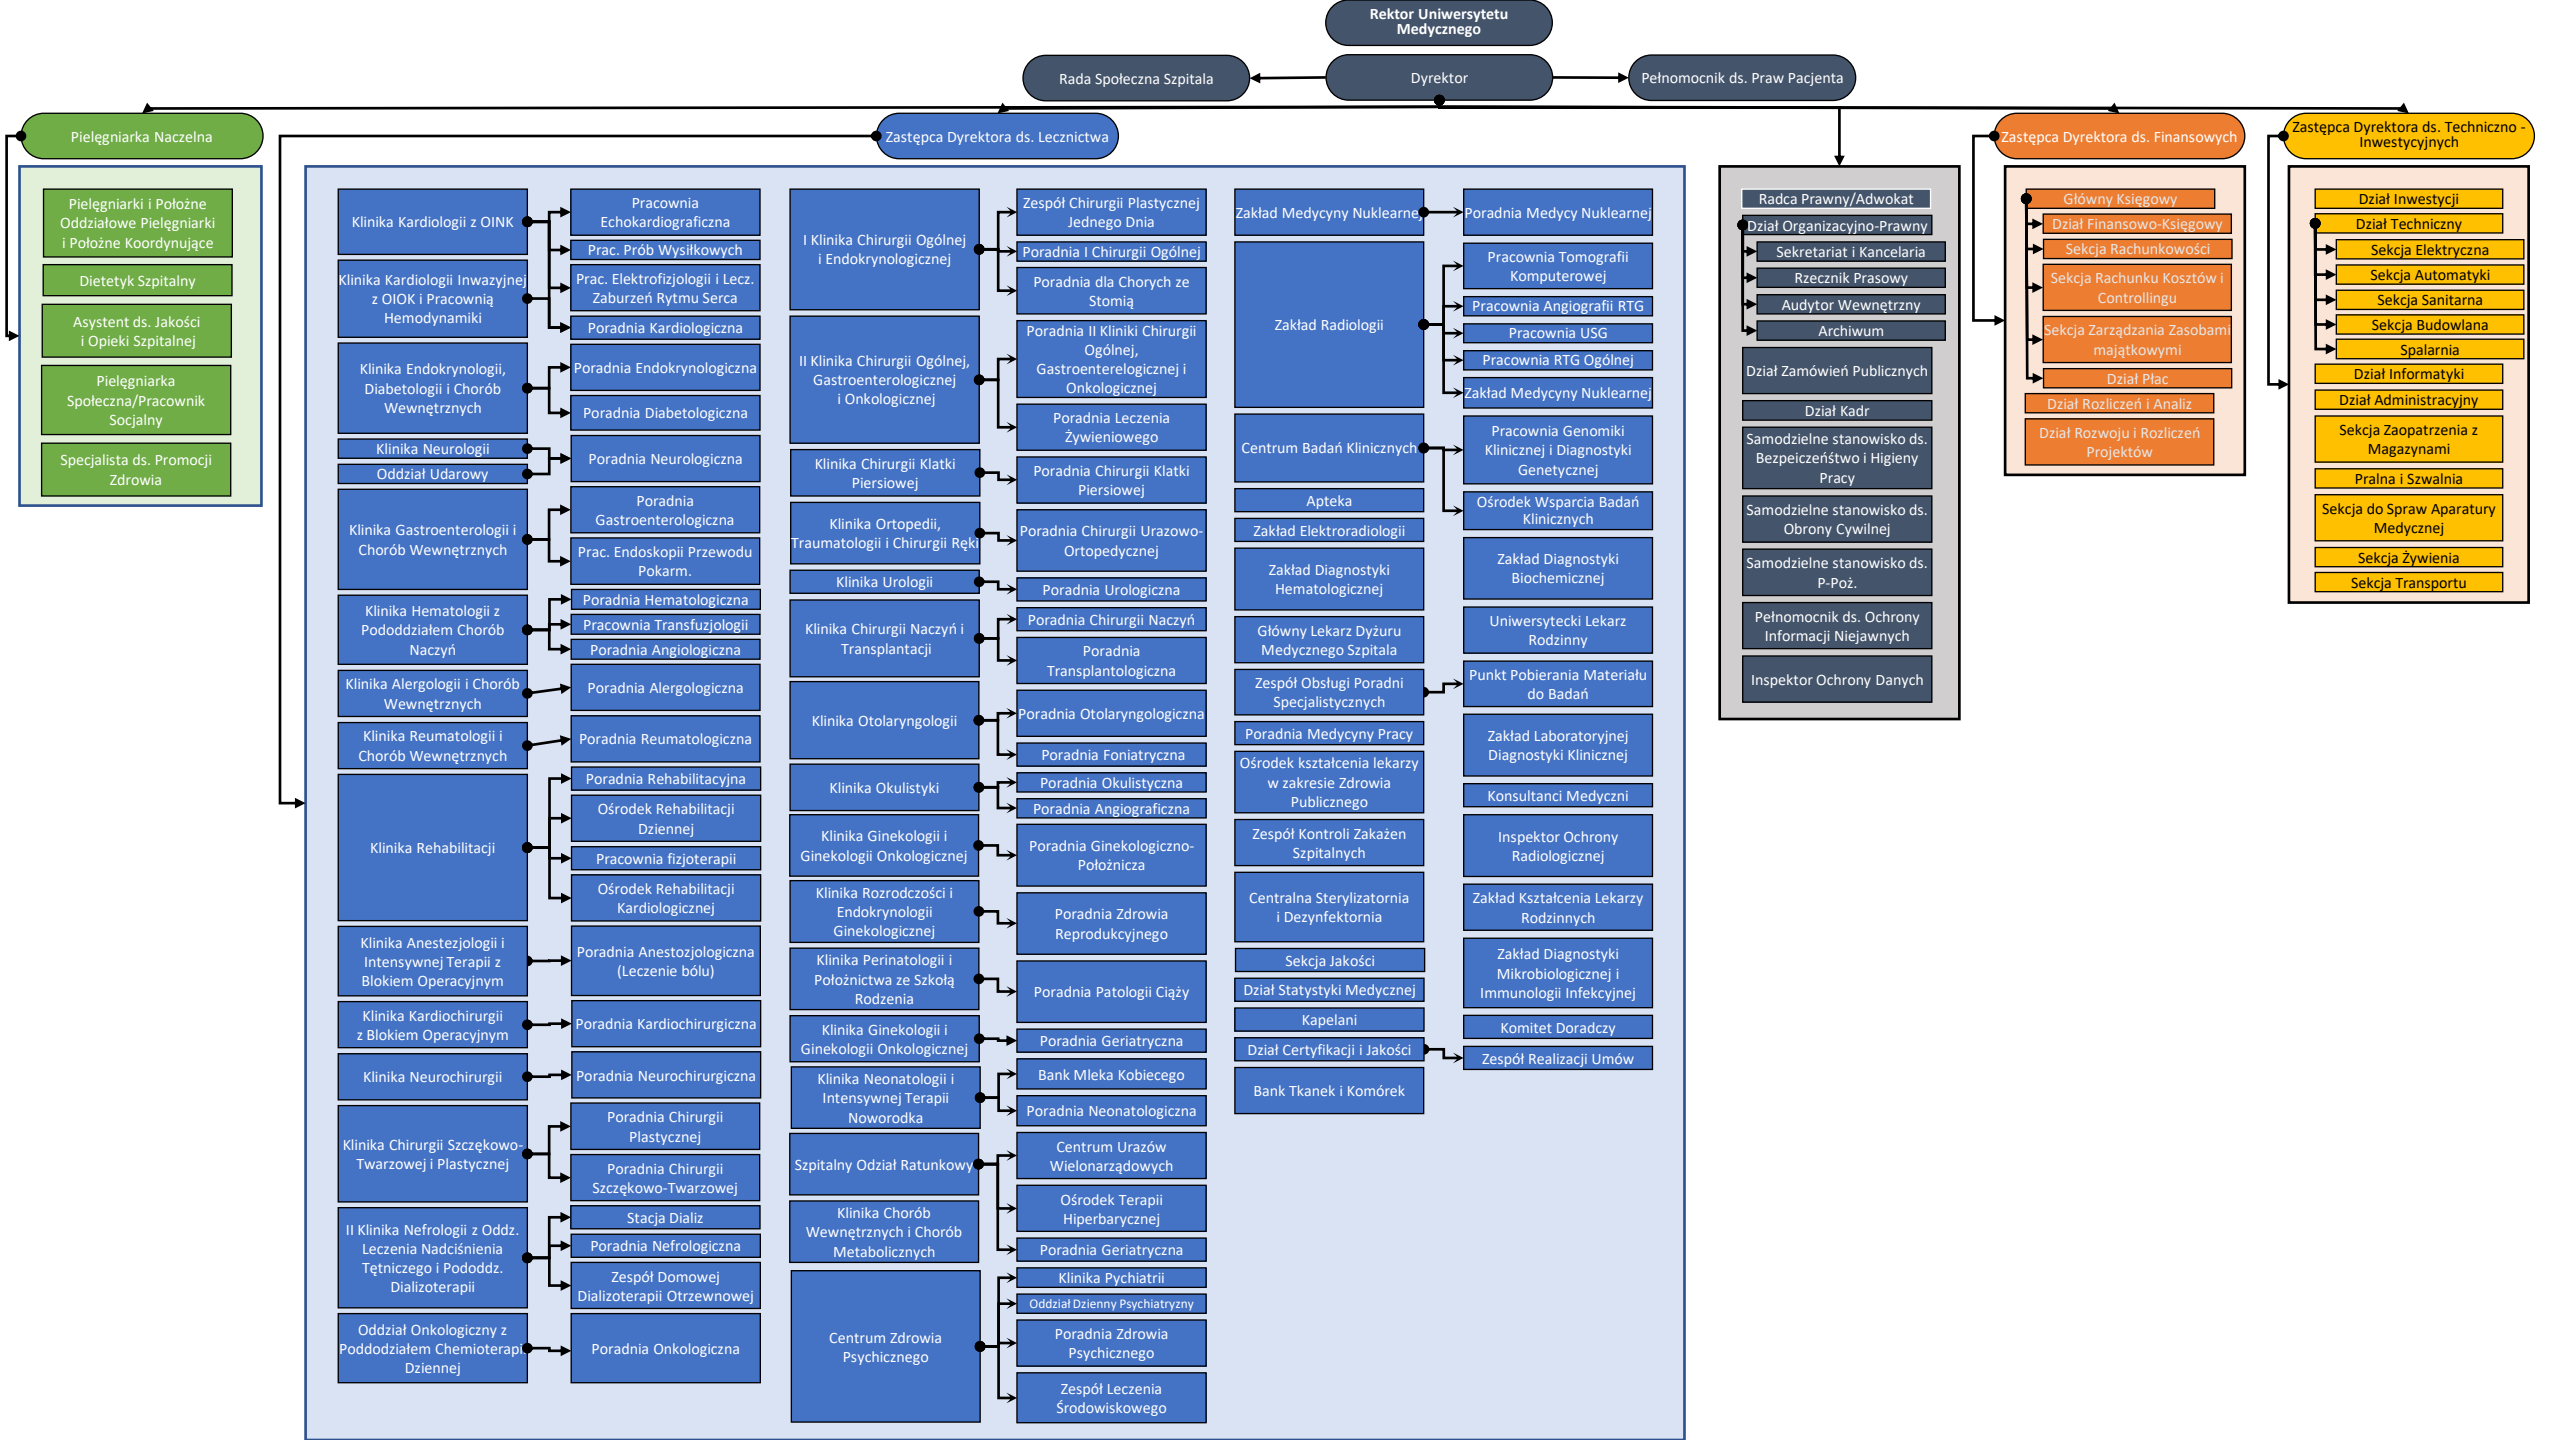 Rektor Uniwersytetu
Medycznego
Rada Społeczna Szpitala
Dyrektor
Pełnomocnik ds. Praw Pacjenta
Pielęgniarka Naczelna
Zastępca Dyrektora ds. Lecznictwa
Zastępca Dyrektora ds. Finansowych
Zastępca Dyrektora ds. Techniczno -
Inwestycyjnych
Pielęgniarki i Położne
Oddziałowe Pielęgniarki
i Położne Koordynujące
Dietetyk Szpitalny
Asystent ds. Jakości
i Opieki Szpitalnej
Pielęgniarka
Społeczna/Pracownik
Socjalny
Specjalista ds. Promocji
Zdrowia
Klinika Kardiologii z OINK
Klinika Kardiologii Inwazyjnej
z OIOK i Pracownią
Hemodynamiki
Pracownia
Echokardiograficzna
Prac. Prób Wysiłkowych
Prac. Elektrofizjologii i Lecz.
Zaburzeń Rytmu Serca
Poradnia Kardiologiczna
Klinika Endokrynologii,
Diabetologii i Chorób
Wewnętrznych
Poradnia Endokrynologiczna
Poradnia Diabetologiczna
Klinika Neurologii
Oddział Udarowy
Poradnia Neurologiczna
Klinika Gastroenterologii i
Chorób Wewnętrznych
Poradnia
Gastroenterologiczna
Prac. Endoskopii Przewodu
Pokarm.
Klinika Hematologii z
Pododdziałem Chorób
Naczyń
Poradnia Hematologiczna
Pracownia Transfuzjologii
Poradnia Angiologiczna
Klinika Alergologii i Chorób
Wewnętrznych
Poradnia Alergologiczna
Klinika Reumatologii i
Chorób Wewnętrznych
Poradnia Reumatologiczna
Klinika Rehabilitacji
Poradnia Rehabilitacyjna
Ośrodek Rehabilitacji
Dziennej
Pracownia fizjoterapii
Ośrodek Rehabilitacji
Kardiologicznej
Klinika Anestezjologii i
Intensywnej Terapii z
Blokiem Operacyjnym
Poradnia Anestozjologiczna
(Leczenie bólu)
Klinika Kardiochirurgii
z Blokiem Operacyjnym
Poradnia Kardiochirurgiczna
Klinika Neurochirurgii
Poradnia Neurochirurgiczna
Klinika Chirurgii Szczękowo-
Twarzowej i Plastycznej
Poradnia Chirurgii
Plastycznej
Poradnia Chirurgii
Szczękowo-Twarzowej
II Klinika Nefrologii z Oddz.
Leczenia Nadciśnienia
Tętniczego i Pododdz.
Dializoterapii
Stacja Dializ
Poradnia Nefrologiczna
Zespół Domowej
Dializoterapii Otrzewnowej
Oddział Onkologiczny z
Poddodziałem Chemioterapi
Dziennej
Poradnia Onkologiczna
I Klinika Chirurgii Ogólnej
i Endokrynologicznej
Zespół Chirurgii Plastycznej
Jednego Dnia
Poradnia I Chirurgii Ogólnej
Poradnia dla Chorych ze
Stomią
II Klinika Chirurgii Ogólnej,
Gastroenterologicznej
i Onkologicznej
Poradnia II Kliniki Chirurgii
Ogólnej,
Gastroenterelogicznej i
Onkologicznej
Poradnia Leczenia
Żywieniowego
Klinika Chirurgii Klatki
Piersiowej
Poradnia Chirurgii Klatki
Piersiowej
Klinika Ortopedii,
Traumatologii i Chirurgii Ręki
Poradnia Chirurgii Urazowo-
Ortopedycznej
Klinika Urologii
Poradnia Urologiczna
Klinika Chirurgii Naczyń i
Transplantacji
Poradnia Chirurgii Naczyń
Poradnia
Transplantologiczna
Klinika Otolaryngologii
Poradnia Otolaryngologiczna
Poradnia Foniatryczna
Klinika Okulistyki
Poradnia Okulistyczna
Poradnia Angiograficzna
Klinika Ginekologii i
Ginekologii Onkologicznej
Poradnia Ginekologiczno-
Położnicza
Klinika Rozrodczości i
Endokrynologii
Ginekologicznej
Poradnia Zdrowia
Reprodukcyjnego
Klinika Perinatologii i
Położnictwa ze Szkołą
Rodzenia
Poradnia Patologii Ciąży
Klinika Ginekologii i
Ginekologii Onkologicznej
Poradnia Geriatryczna
Klinika Neonatologii i
Intensywnej Terapii
Noworodka
Bank Mleka Kobiecego
Poradnia Neonatologiczna
Szpitalny Odział Ratunkowy
Klinika Chorób
Wewnętrznych i Chorób
Metabolicznych
Centrum Urazów
Wielonarządowych
Ośrodek Terapii
Hiperbarycznej
Poradnia Geriatryczna
Centrum Zdrowia
Psychicznego
Klinika Pychiatrii
Oddział Dzienny Psychiatryzny
Poradnia Zdrowia
Psychicznego
Zespół Leczenia
Środowiskowego
Zakład Medycyny Nuklearnej
Poradnia Medycy Nuklearnej
Zakład Radiologii
Pracownia Tomografii
Komputerowej
Pracownia Angiografii RTG
Pracownia USG
Pracownia RTG Ogólnej
Zakład Medycyny Nuklearnej
Centrum Badań Klinicznych
Pracownia Genomiki
Klinicznej i Diagnostyki
Genetycznej
Ośrodek Wsparcia Badań
Klinicznych
Apteka
Zakład Elektroradiologii
Zakład Diagnostyki
Hematologicznej
Zakład Diagnostyki
Biochemicznej
Główny Lekarz Dyżuru
Medycznego Szpitala
Uniwersytecki Lekarz
Rodzinny
Zespół Obsługi Poradni
Specjalistycznych
Punkt Pobierania Materiału
do Badań
Poradnia Medycyny Pracy
Zakład Laboratoryjnej
Diagnostyki Klinicznej
Ośrodek kształcenia lekarzy
w zakresie Zdrowia
Publicznego
Konsultanci Medyczni
Zespół Kontroli Zakażen
Szpitalnych
Inspektor Ochrony
Radiologicznej
Centralna Sterylizatornia
i Dezynfektornia
Zakład Kształcenia Lekarzy
Rodzinnych
Sekcja Jakości
Zakład Diagnostyki
Mikrobiologicznej i
Immunologii Infekcyjnej
Dział Statystyki Medycznej
Kapelani
Komitet Doradczy
Dział Certyfikacji i Jakości
Zespół Realizacji Umów
Bank Tkanek i Komórek
Radca Prawny/Adwokat
Dział Organizacyjno-Prawny
Sekretariat i Kancelaria
Rzecznik Prasowy
Audytor Wewnętrzny
Archiwum
Dział Zamówień Publicznych
Dział Kadr
Samodzielne stanowisko ds.
Bezpeiczeńśtwo i Higieny
Pracy
Samodzielne stanowisko ds.
Obrony Cywilnej
Samodzielne stanowisko ds.
P-Poż.
Pełnomocnik ds. Ochrony
Informacji Niejawnych
Inspektor Ochrony Danych
Główny Księgowy
Dział Finansowo-Księgowy
Sekcja Rachunkowości
Sekcja Rachunku Kosztów i
Controllingu
Sekcja Zarządzania Zasobami
majątkowymi
Dział Płac
Dział Rozliczeń i Analiz
Dział Rozwoju i Rozliczeń
Projektów
Dział Inwestycji
Dział Techniczny
Sekcja Elektryczna
Sekcja Automatyki
Sekcja Sanitarna
Sekcja Budowlana
Spalarnia
Dział Informatyki
Dział Administracyjny
Sekcja Zaopatrzenia z
Magazynami
Pralna i Szwalnia
Sekcja do Spraw Aparatury
Medycznej
Sekcja Żywienia
Sekcja Transportu